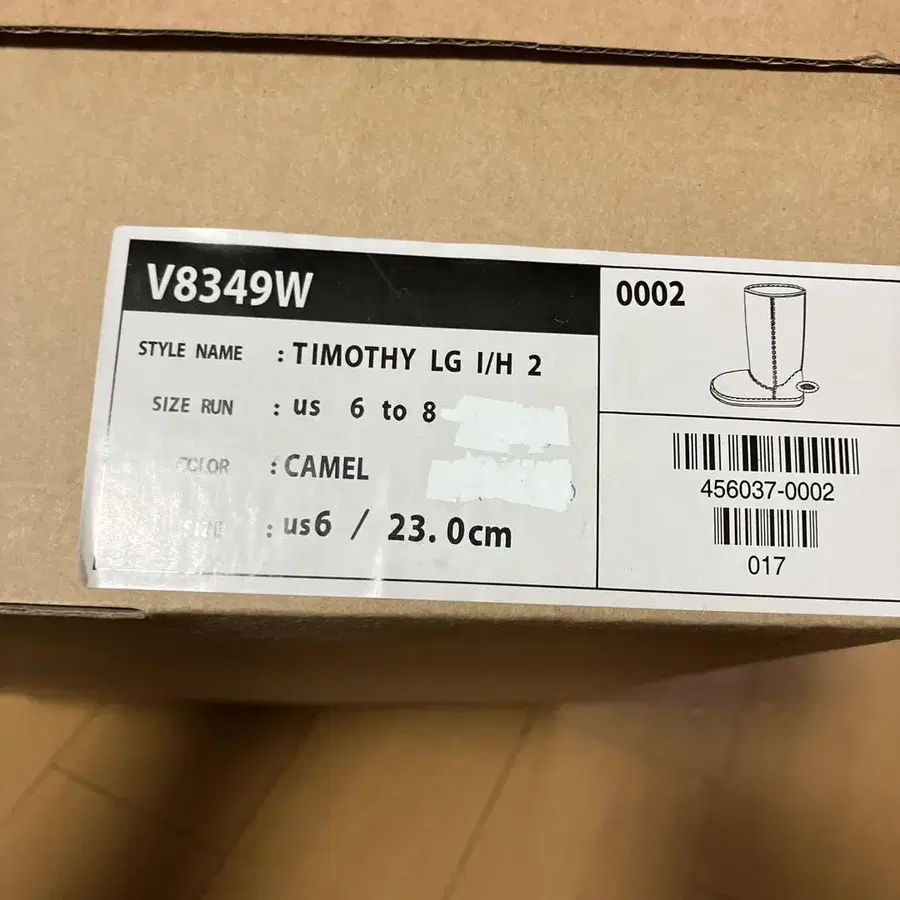 V8349W
0002
STYLE NAME : TIMOTHY LG I/H 2
SIZE RUN : us 6 to 8
COLOR : CAMEL
SIZE : us6 / 23.0cm
456037-0002
017